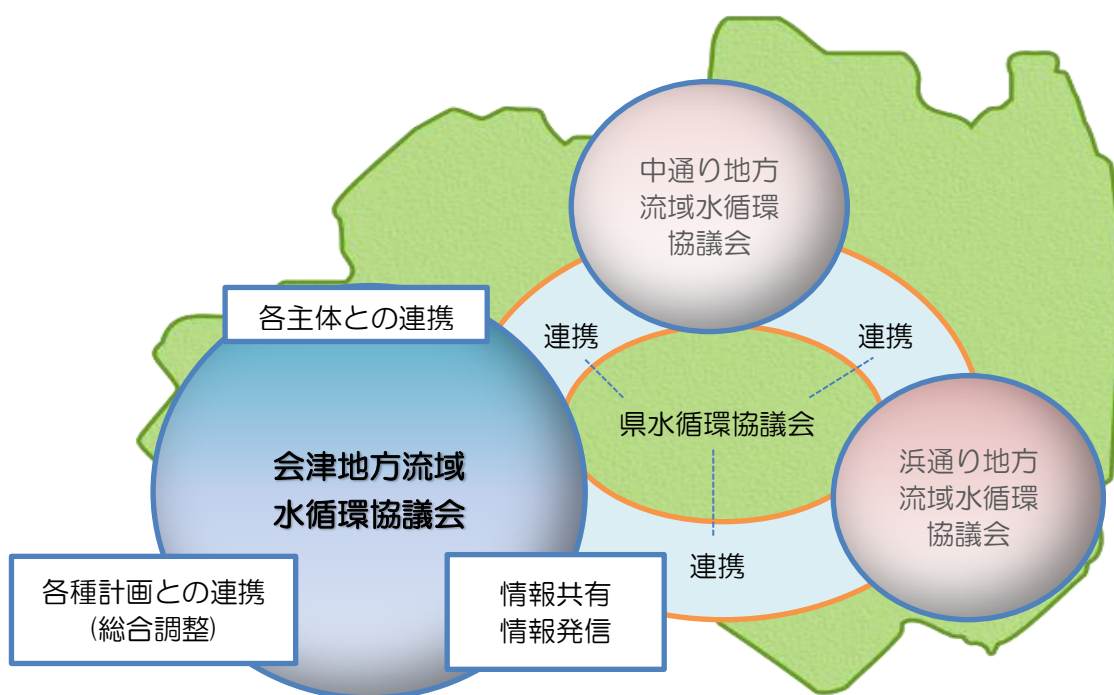 中通り地方
流域水循環
協議会
各主体との連携
連携
連携
県水循環協議会
会津地方流域
水循環協議会
浜通り地方
流域水循環
協議会
連携
各種計画との連携
(総合調整)
情報共有
情報発信